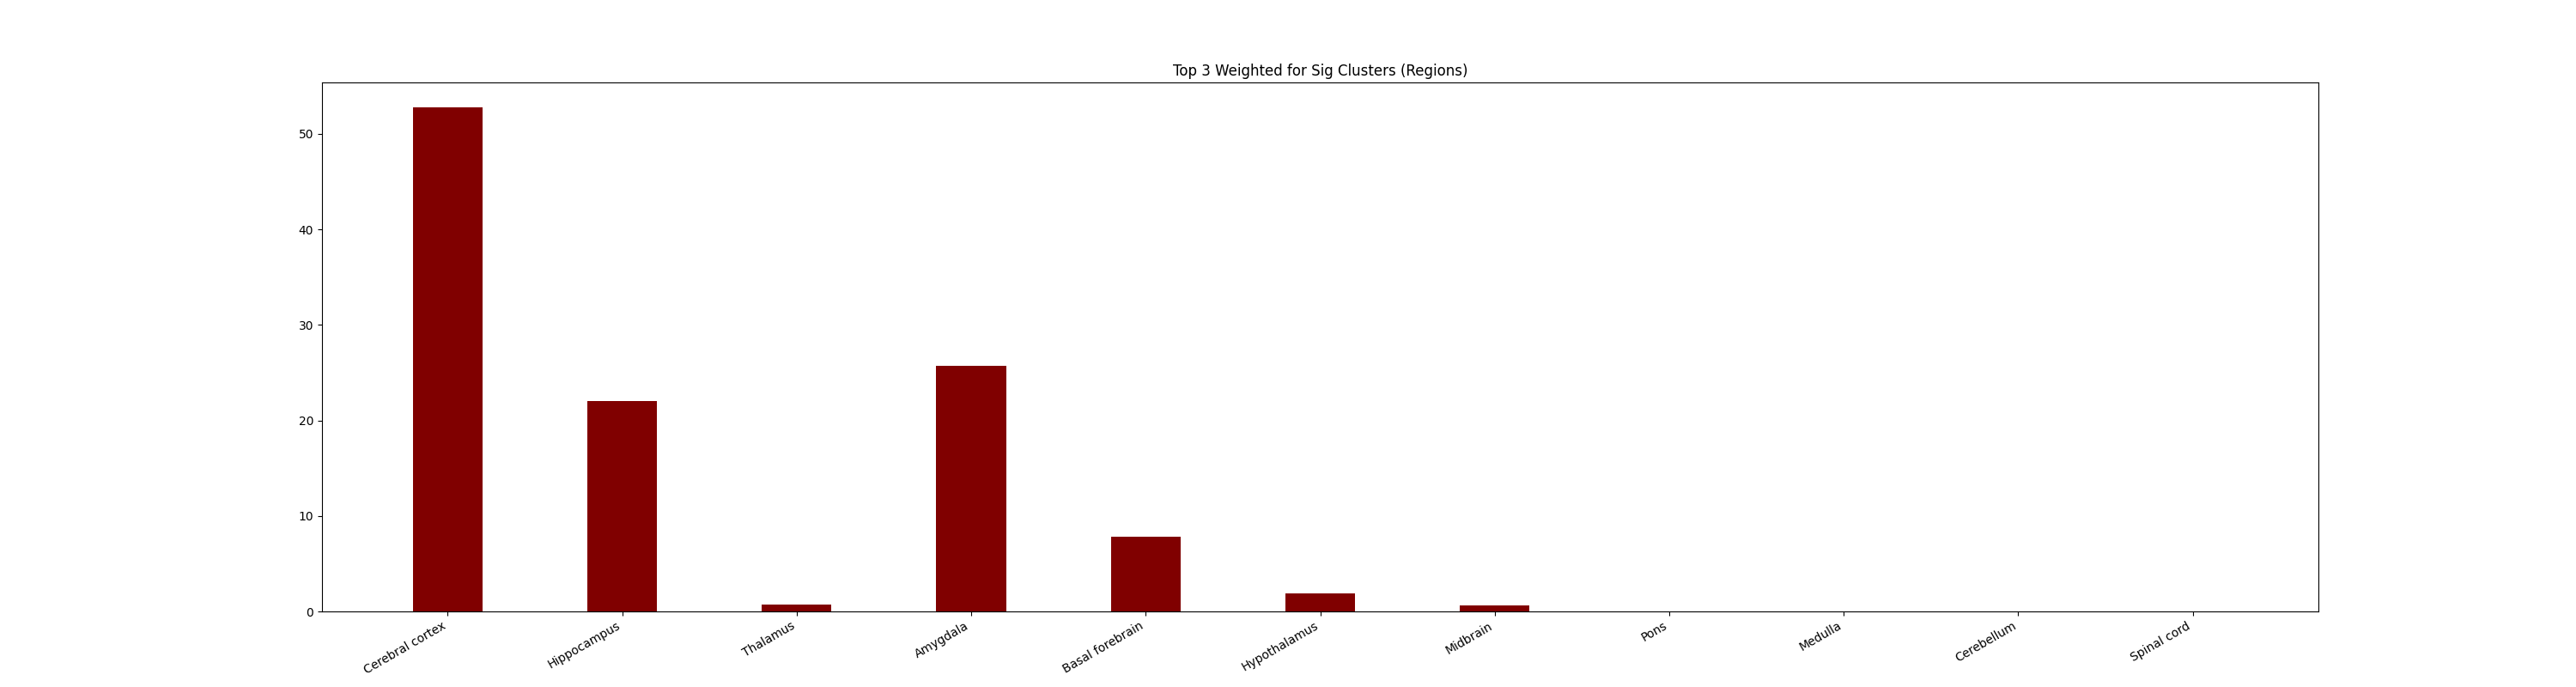 Top 3 Weighted for Sig Clusters (Regions)
50
40
30
20
10
0
Cerebral cortex
Hippocampus
Thalamus
Amygdala
Basal forebrain
Hypothalamus
Midbrain
Pons
Medulla
Cerebellum
Spinal cord